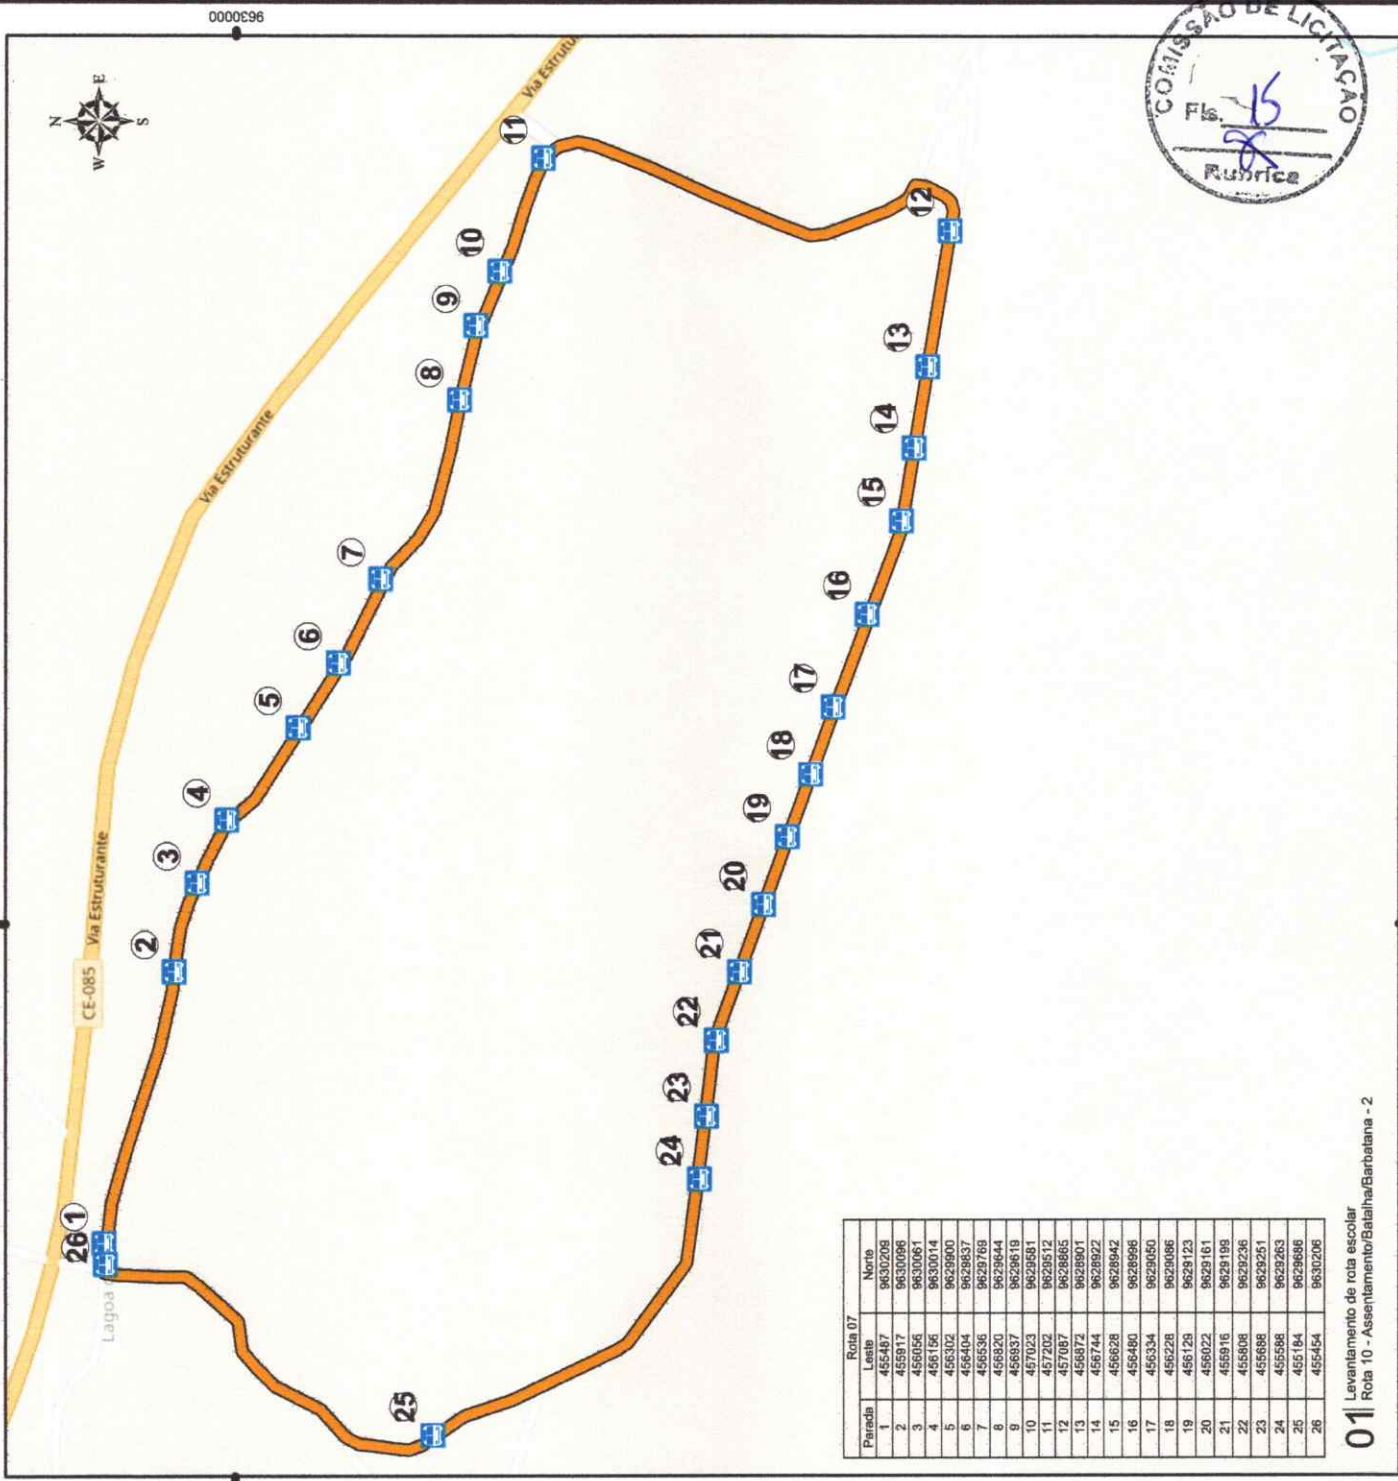 9630000
N
E
S
W
Via Estruturante
Via Estruturante
Via Estrutu
CE-085
Lagoa
1
2
3
4
5
6
7
8
9
10
11
12
13
14
15
16
17
18
19
20
21
22
23
24
25
26
COMISSÃO DE LICITAÇÃO
Fls. 15
Rubrica
Rota 07
Parada Leste Norte
1 455487 9630209
2 455917 9630096
3 456056 9630061
4 456156 9630014
5 456302 9629900
6 456404 9629837
7 456536 9629769
8 456820 9629644
9 456937 9629619
10 457023 9629581
11 457202 9629512
12 457087 9628865
13 456872 9628901
14 456744 9628922
15 456628 9628942
16 456480 9628996
17 456334 9629050
18 456228 9629086
19 456129 9629123
20 456022 9629161
21 455916 9629199
22 455808 9629236
23 455688 9629251
24 455588 9629263
25 455184 9629686
26 455454 9630206
01 Levantamento de rota escolar
Rota 10 - Assentamento/Batalha/Barbatana - 2